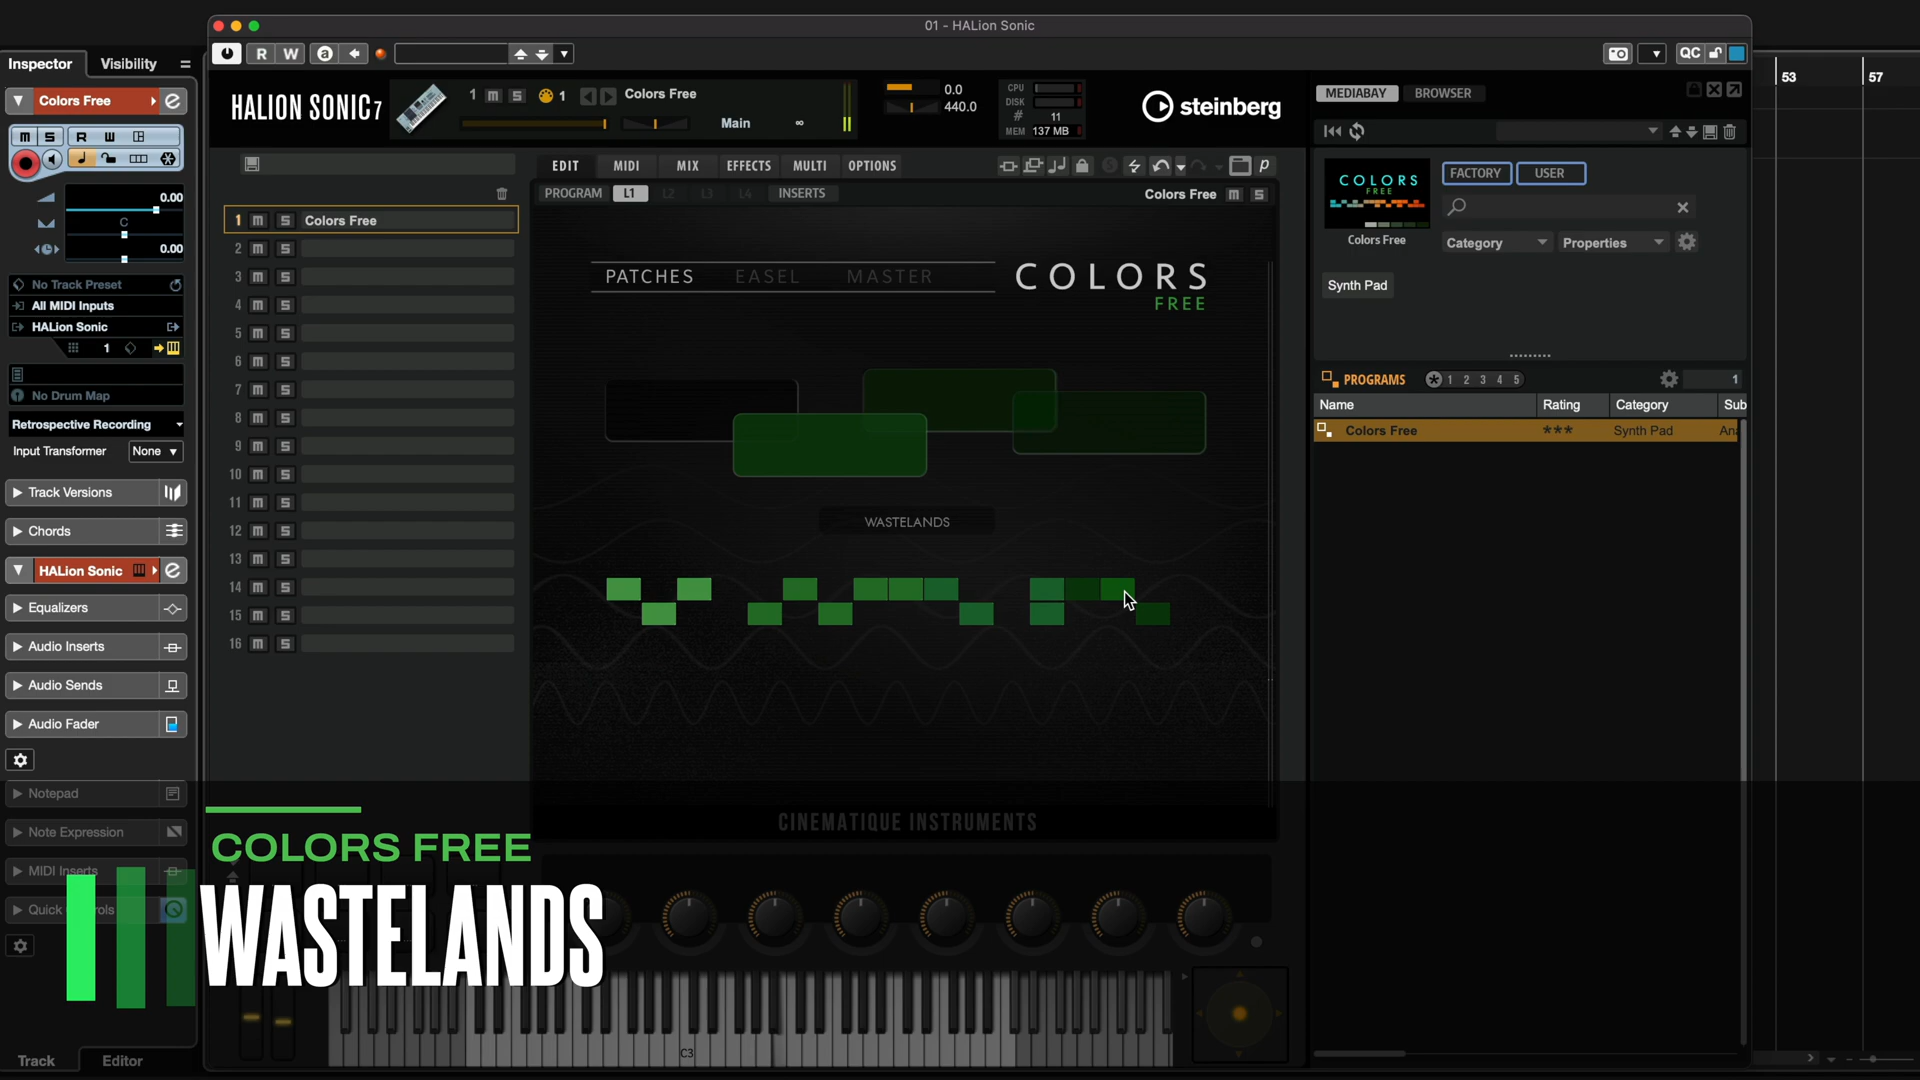 01 - HALion Sonic
Inspector
Visibility
R W a
QC
53
57
Colors Free
HALION SONIC 7
1 m S 1
Colors Free
Main
∞
0.0
440.0
CPU
DISK
#
11
MEM 137 MB
steinberg
MEDIABAY
BROWSER
M S R W
0.00
C
0.00
EDIT
MIDI
MIX
EFFECTS
MULTI
OPTIONS
PROGRAM
L1
L2
L3
L4
INSERTS
Colors Free
m S
COLORS
FREE
Colors Free
FACTORY
USER
Category
Properties
Synth Pad
1 m S Colors Free
2 m S
3 m S
4 m S
5 m S
6 m S
7 m S
8 m S
9 m S
10 m S
11 m S
12 m S
13 m S
14 m S
15 m S
16 m S
PATCHES
EASEL
MASTER
COLORS
FREE
WASTELANDS
CINEMATIQUE INSTRUMENTS
C3
PROGRAMS
1 2 3 4 5
1
Name
Rating
Category
Sub
Colors Free
***
Synth Pad
Ana
No Track Preset
All MIDI Inputs
HALion Sonic
1
No Drum Map
Retrospective Recording
Input Transformer
None
Track Versions
Chords
HALion Sonic
Equalizers
Audio Inserts
Audio Sends
Audio Fader
Notepad
Note Expression
MIDI Inserts
Track
Editor
COLORS FREE
WASTELANDS